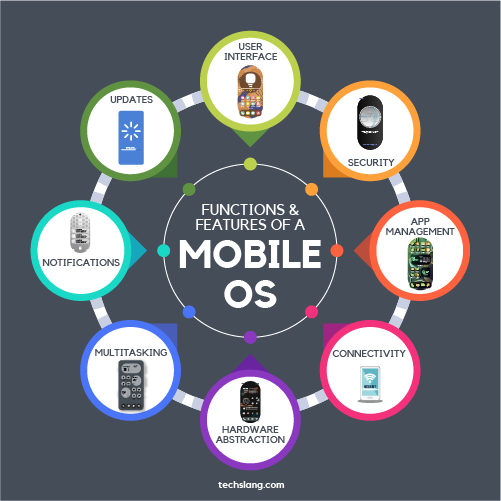 USER
INTERFACE
SECURITY
APP
MANAGEMENT
CONNECTIVITY
HARDWARE
ABSTRACTION
MULTITASKING
NOTIFICATIONS
UPDATES
FUNCTIONS &
FEATURES OF A
MOBILE
OS
techslang.com